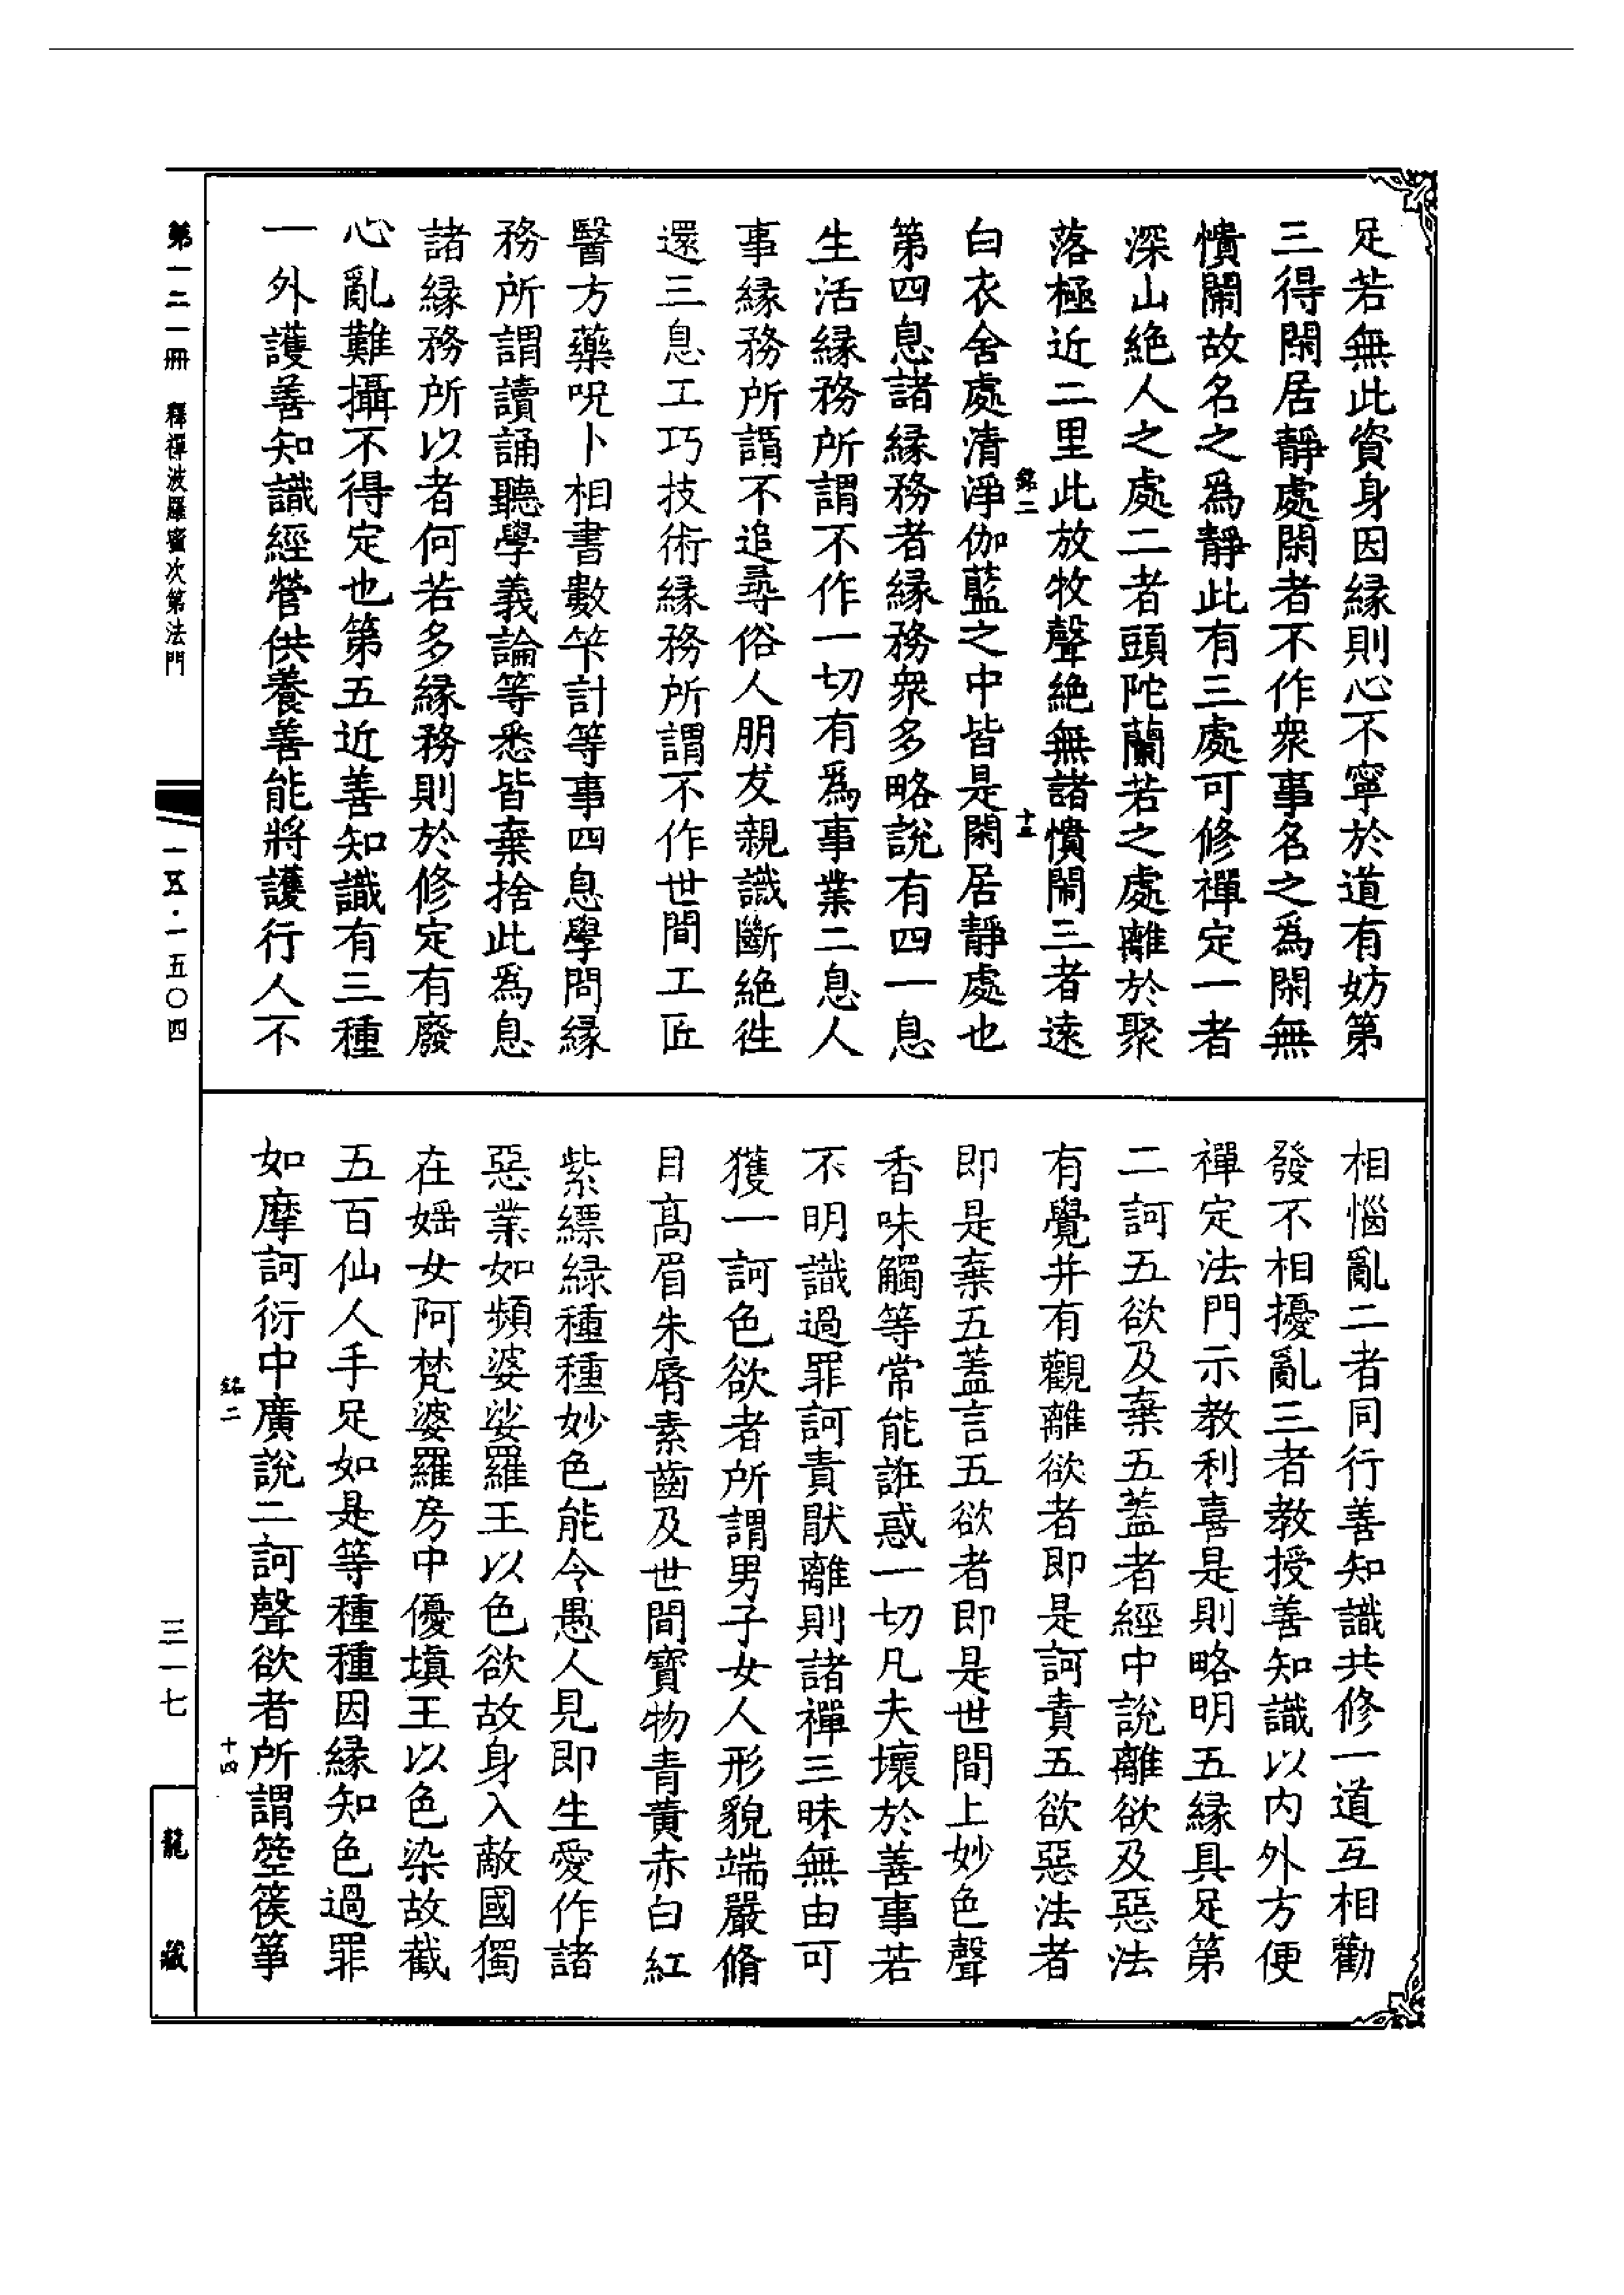 足若無此資身因緣則心不寧於道有妨第
三得閑居靜處閑者不作衆事名之爲閑無
憒閙故名之爲靜此有三處可修禪定一者
深山絕人之處二者頭陀蘭若之處離於聚
落極近二里此放牧聲絕無諸憒閙三者遠
銘二
十三
白衣舍處清淨伽藍之中皆是閑居靜處也
第四息諸緣務者緣務衆多略說有四一息
生活緣務所謂不作一切有爲事業二息人
事緣務所謂不追尋俗人朋友親識斷絕徃
還三息工巧技術緣務所謂不作世間工匠
醫方藥呪卜相書數筭計等事四息學問緣
務所謂讀誦聽學義論等悉皆棄捨此爲息
諸緣務所以者何若多緣務則於修定有廢
心亂難攝不得定也第五近善知識有三種
一外護善知識經營供養善能將護行人不
相惱亂二者同行善知識共修一道互相勸
發不相擾亂三者教授善知識以内外方便
禪定法門示教利喜是則略明五緣具足第
二訶五欲及棄五蓋者經中說離欲及惡法
有覺并有觀離欲者即是訶責五欲惡法者
即是棄五蓋言五欲者即是世間上妙色聲
香味觸等常能誑惑一切凡夫壞於善事若
不明識過罪訶責猒離則諸禪三昧無由可
獲一訶色欲者所謂男子女人形貌端嚴脩
目高眉朱脣素齒及世間寶物青黄赤白紅
紫縹緑種種妙色能令愚人見即生愛作諸
惡業如頻婆娑羅王以色欲故身入敵國獨
在婬女阿梵婆羅房中優填王以色染故截
五百仙人手足如是等種種因緣知色過罪
如摩訶衍中廣說二訶聲欲者所謂箜篌箏
銘二
十四
第一二一冊 釋禪波羅蜜次第法門
一五·一五〇四
三一七
龍藏